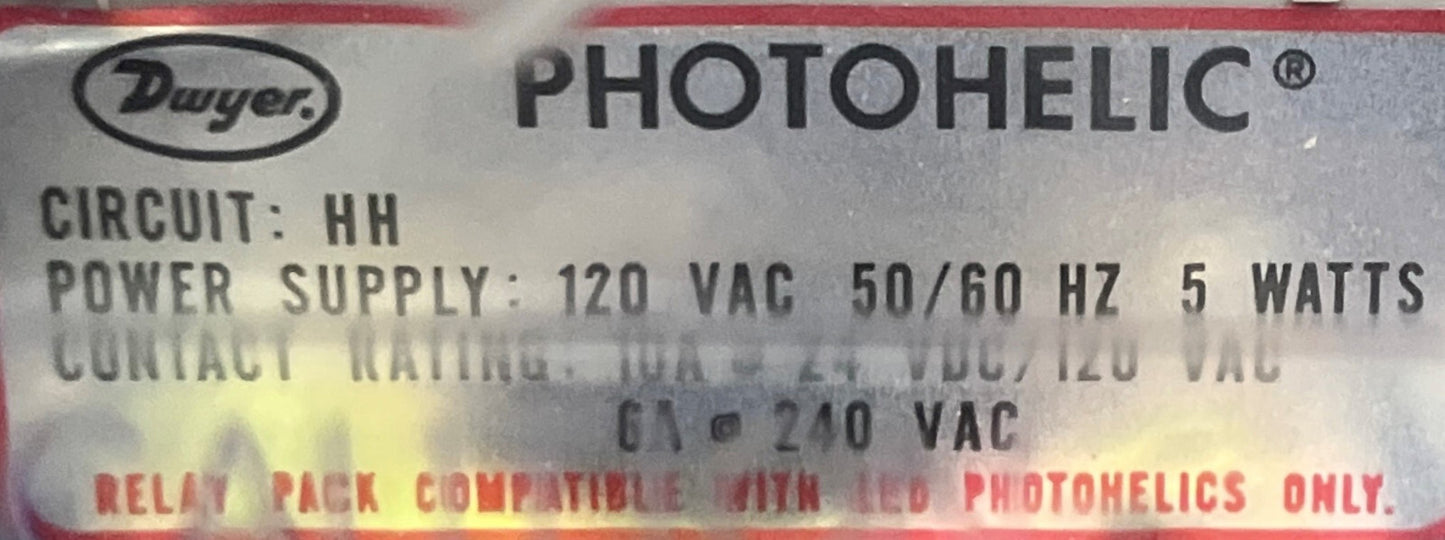 Dwyer. PHOTOHELIC®
CIRCUIT: HH
POWER SUPPLY: 120 VAC 50/60 HZ 5 WATTS
CONTACT RATING: 10A @ 24 VDC/120 VAC
6A @ 240 VAC
RELAY PACK COMPATIBLE WITH LED PHOTOHELICS ONLY.